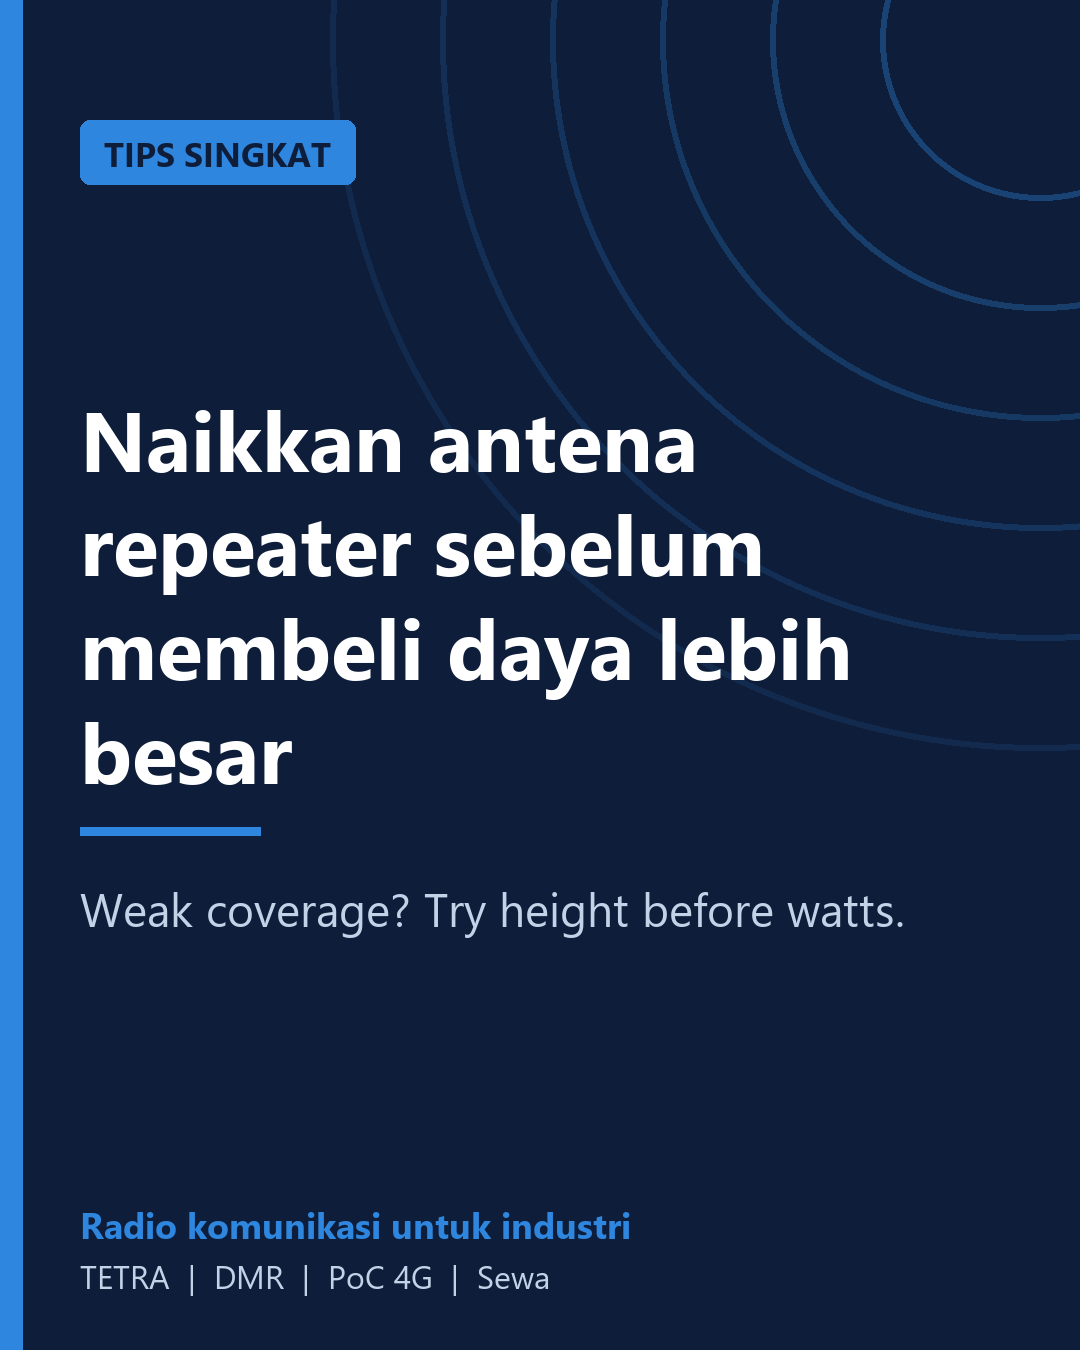 TIPS SINGKAT
Naikkan antena
repeater sebelum
membeli daya lebih
besar
Weak coverage? Try height before watts.
Radio komunikasi untuk industri
TETRA | DMR | PoC 4G | Sewa